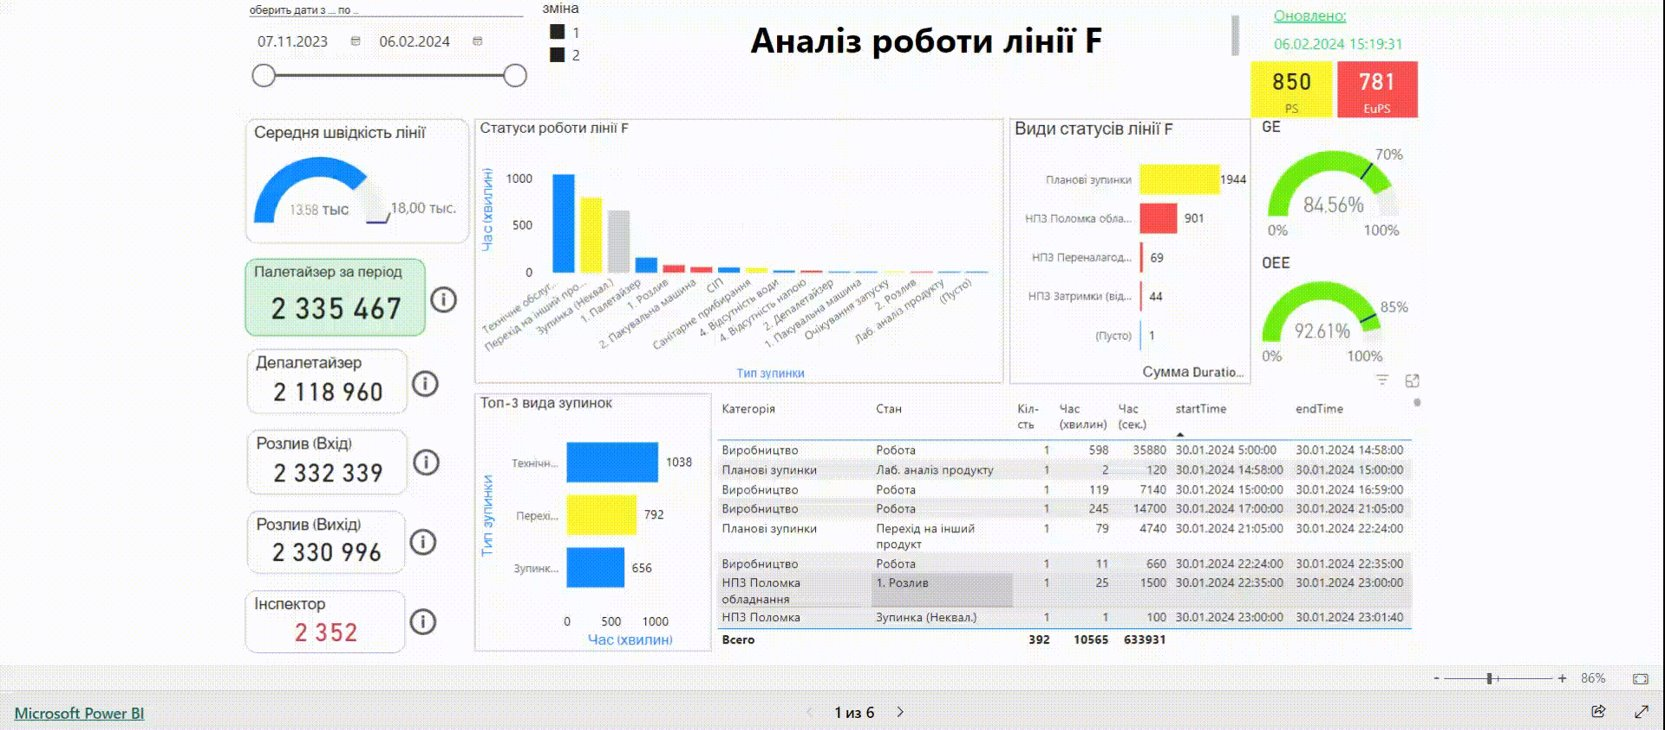 оберить дати з ... по ...
07.11.2023
06.02.2024
зміна
1
2
Аналіз роботи лінії F
Оновлено:
06.02.2024 15:19:31
850
PS
781
EuPS
Середня швідкість лінії
13.58 тыс
18,00 тыс.
Палетайзер за період
2 335 467
Депалетайзер
2 118 960
Розлив (Вхід)
2 332 339
Розлив (Вихід)
2 330 996
Інспектор
2 352
Статуси роботи лінії F
Час (хвилин)
1000
500
0
Технічне обслуг...
Перехід на інший про...
Зупинка (Неквал.)
1. Палетайзер
1. Розлив
2. Пакувальна машина
СІП
Санітарне прибирання
4. Відсутність води
4. Відсутність напою
2. Депалетайзер
1. Пакувальна машина
Очікування запуску
2. Розлив
Лаб. аналіз продукту
(Пусто)
Тип зупинки
Види статусів лінії F
Планові зупинки
1944
НПЗ Поломка обла...
901
НПЗ Переналагод...
69
НПЗ Затримки (від...
44
(Пусто)
1
Сумма Duratio...
GE
70%
84.56%
0%
100%
OEE
85%
92.61%
0%
100%
Топ-3 вида зупинок
Тип зупинки
Технічн...
1038
Перехі...
792
Зупинк...
656
0 500 1000
Час (хвилин)
Категорія Стан Кіл-сть Час (хвилин) Час (сек.) startTime endTime
Виробництво Робота 1 598 35880 30.01.2024 5:00:00 30.01.2024 14:58:00
Планові зупинки Лаб. аналіз продукту 1 2 120 30.01.2024 14:58:00 30.01.2024 15:00:00
Виробництво Робота 1 119 7140 30.01.2024 15:00:00 30.01.2024 16:59:00
Виробництво Робота 1 245 14700 30.01.2024 17:00:00 30.01.2024 21:05:00
Планові зупинки Перехід на інший продукт 1 79 4740 30.01.2024 21:05:00 30.01.2024 22:24:00
Виробництво Робота 1 11 660 30.01.2024 22:24:00 30.01.2024 22:35:00
НПЗ Поломка обладнання 1. Розлив 1 25 1500 30.01.2024 22:35:00 30.01.2024 23:00:00
НПЗ Поломка Зупинка (Неквал.) 1 1 100 30.01.2024 23:00:00 30.01.2024 23:01:40
Всего 392 10565 633931
- + 86%
Microsoft Power BI
1 из 6